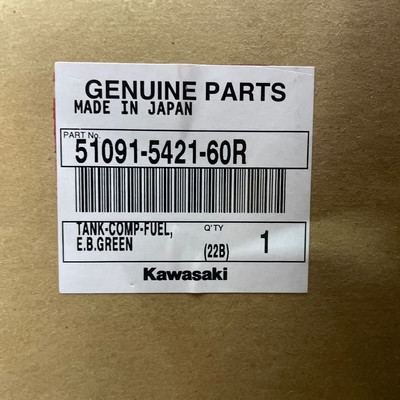 GENUINE PARTS
MADE IN JAPAN
PART No.
51091-5421-60R
TANK-COMP-FUEL, Q'TY
E.B.GREEN (22B) 1
Kawasaki